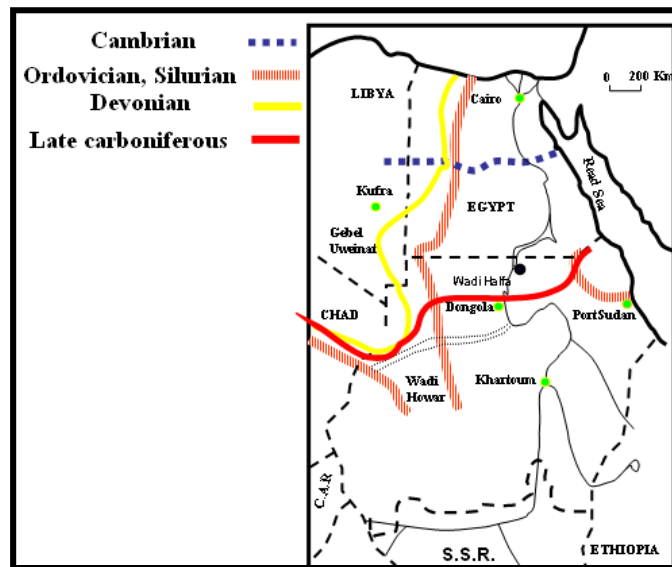 Cambrian
Ordovician, Silurian
Devonian
Late carboniferous
LIBYA
Cairo
0 200 Km
Read Sea
Kufra
EGYPT
Gebel
Uweinat
Wadi Halfa
CHAD
Dongola
PortSudan
Wadi
Howar
Khartoum
C.A.R
S.S.R.
ETHIOPIA